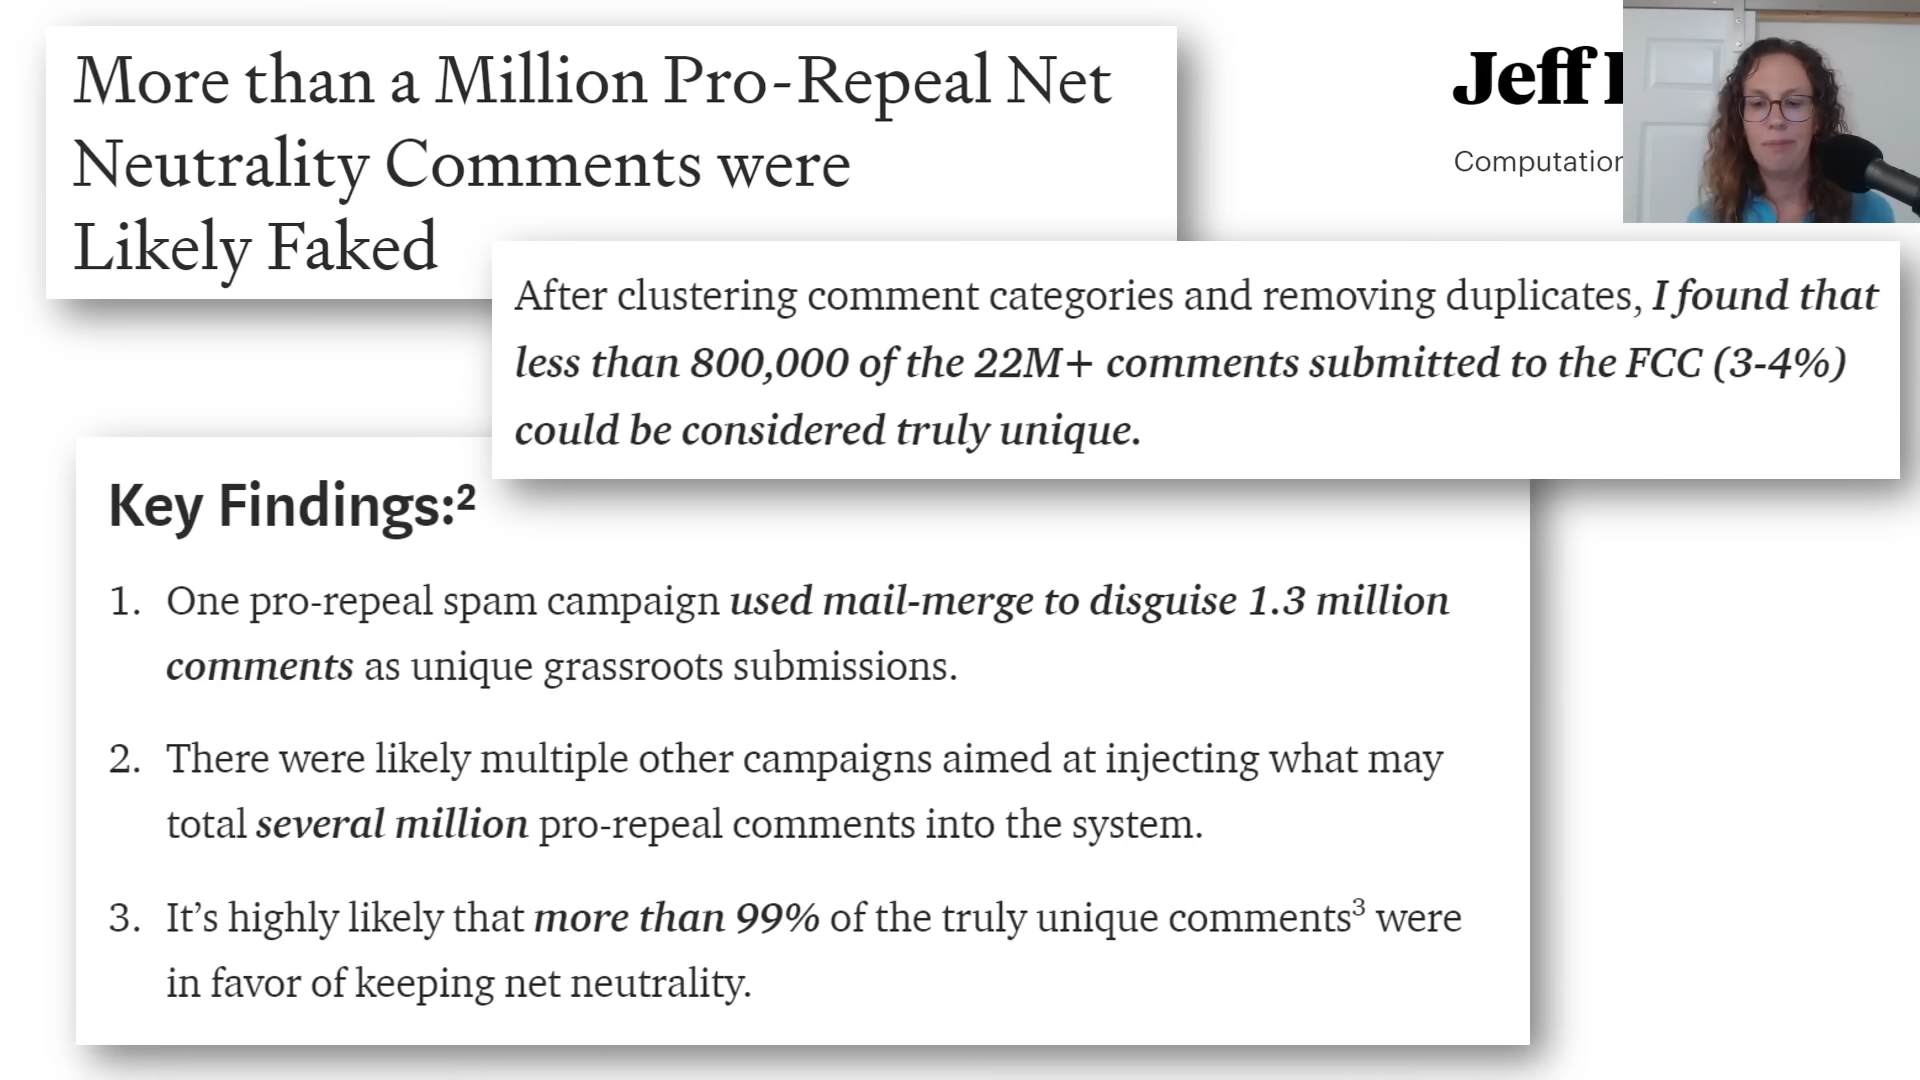 More than a Million Pro-Repeal Net
Neutrality Comments were
Likely Faked
Jeff
Computation
After clustering comment categories and removing duplicates, I found that
less than 800,000 of the 22M+ comments submitted to the FCC (3-4%)
could be considered truly unique.
Key Findings:²
1. One pro-repeal spam campaign used mail-merge to disguise 1.3 million
comments as unique grassroots submissions.
2. There were likely multiple other campaigns aimed at injecting what may
total several million pro-repeal comments into the system.
3. It’s highly likely that more than 99% of the truly unique comments³ were
in favor of keeping net neutrality.